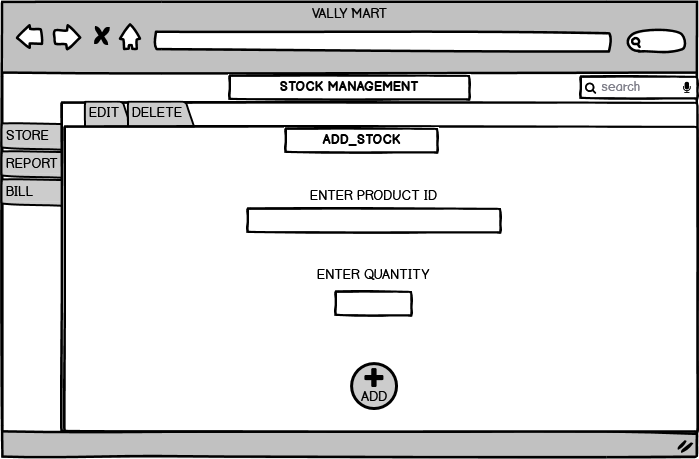 VALLY MART
STOCK MANAGEMENT
search
EDIT DELETE
STORE
ADD_STOCK
REPORT
BILL
ENTER PRODUCT ID
ENTER QUANTITY
ADD